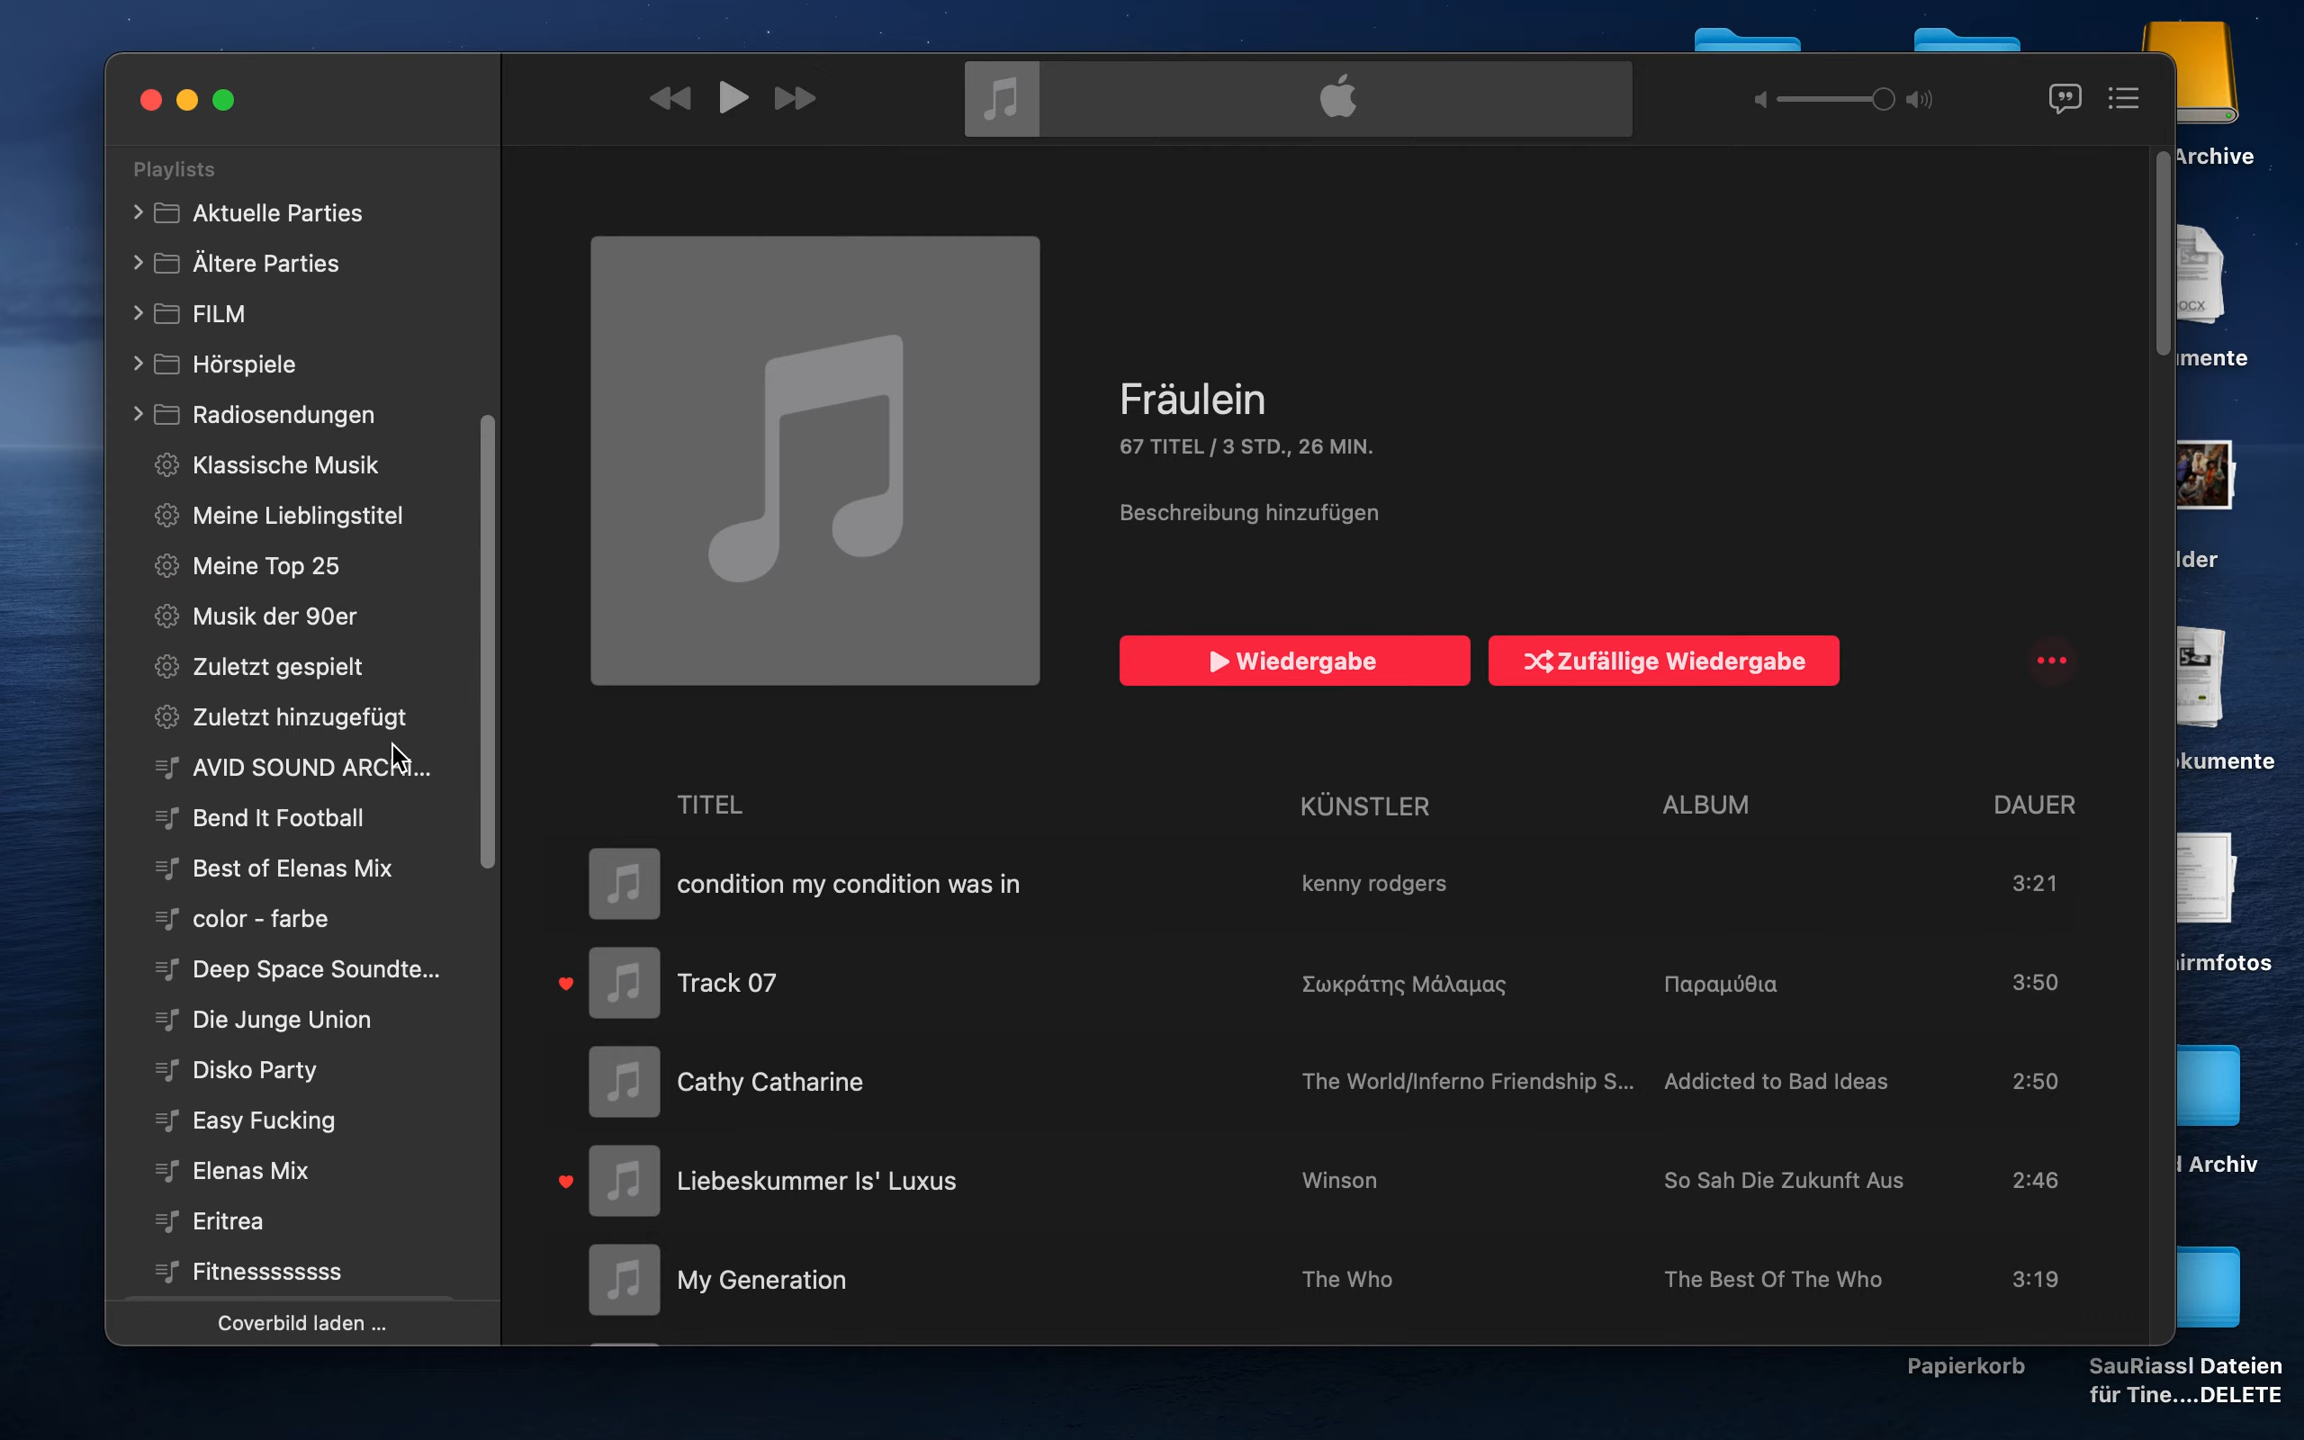 Playlists
Aktuelle Parties
Ältere Parties
FILM
Hörspiele
Radiosendungen
Klassische Musik
Meine Lieblingstitel
Meine Top 25
Musik der 90er
Zuletzt gespielt
Zuletzt hinzugefügt
AVID SOUND ARCH...
Bend It Football
Best of Elenas Mix
color - farbe
Deep Space Soundte...
Die Junge Union
Disko Party
Easy Fucking
Elenas Mix
Eritrea
Fitnesssssssss
Coverbild laden ...
Fräulein
67 TITEL / 3 STD., 26 MIN.
Beschreibung hinzufügen
Wiedergabe
Zufällige Wiedergabe
TITEL KÜNSTLER ALBUM DAUER
condition my condition was in kenny rodgers 3:21
Track 07 Σωκράτης Μάλαμας Παραμύθια 3:50
Cathy Catharine The World/Inferno Friendship S... Addicted to Bad Ideas 2:50
Liebeskummer Is' Luxus Winson So Sah Die Zukunft Aus 2:46
My Generation The Who The Best Of The Who 3:19
Archive
OCX
mente
lder
kumente
irmfotos
Archiv
Papierkorb
SauRiassl Dateien
für Tine....DELETE